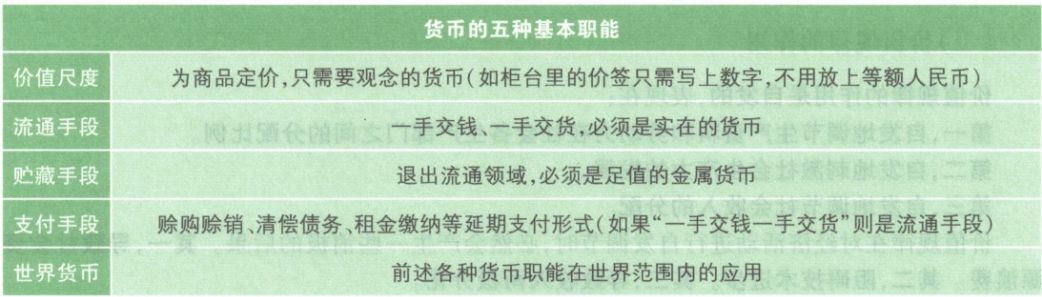 货币的五种基本职能
价值尺度 为商品定价,只需要观念的货币(如柜台里的价签只需写上数字,不用放上等额人民币)
流通手段 一手交钱、一手交货,必须是实在的货币
贮藏手段 退出流通领域,必须是足值的金属货币
支付手段 赊购赊销、清偿债务、租金缴纳等延期支付形式(如果“一手交钱一手交货”则是流通手段)
世界货币 前述各种货币职能在世界范围内的应用